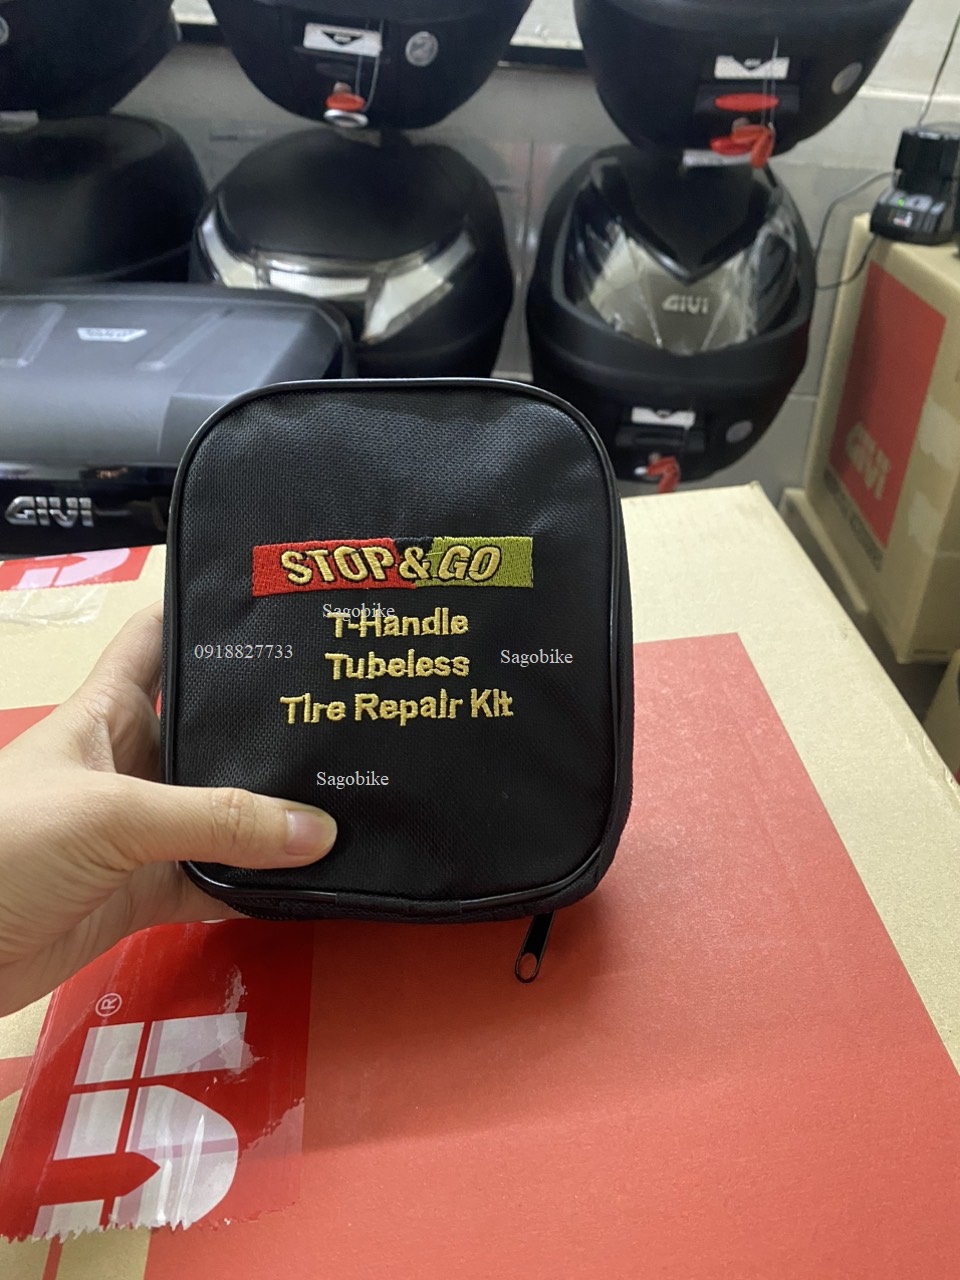 GIVI
GIVI
GIVI
STOP & GO
T-Handle
Tubeless
Tire Repair Kit
Sagobike
0918827733
Sagobike
Sagobike
®